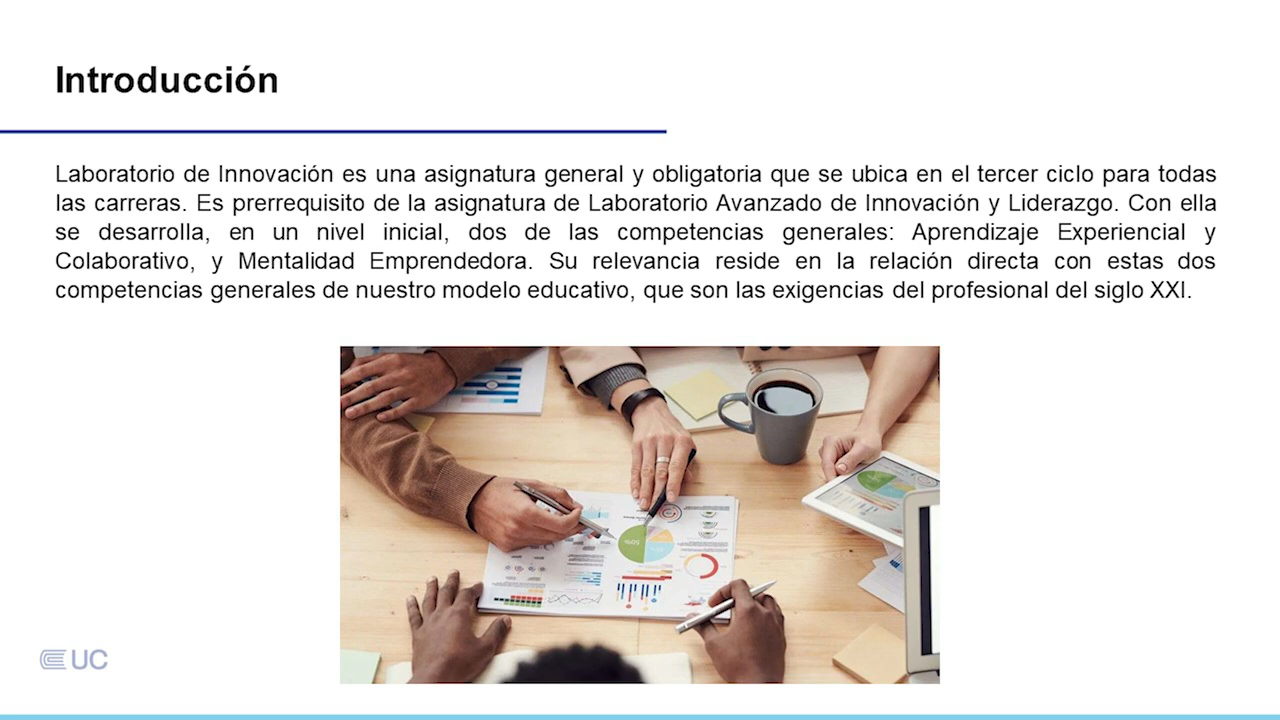 Introducción
Laboratorio de Innovación es una asignatura general y obligatoria que se ubica en el tercer ciclo para todas
las carreras. Es prerrequisito de la asignatura de Laboratorio Avanzado de Innovación y Liderazgo. Con ella
se desarrolla, en un nivel inicial, dos de las competencias generales: Aprendizaje Experiencial y
Colaborativo, y Mentalidad Emprendedora. Su relevancia reside en la relación directa con estas dos
competencias generales de nuestro modelo educativo, que son las exigencias del profesional del siglo XXI.
50%
UC